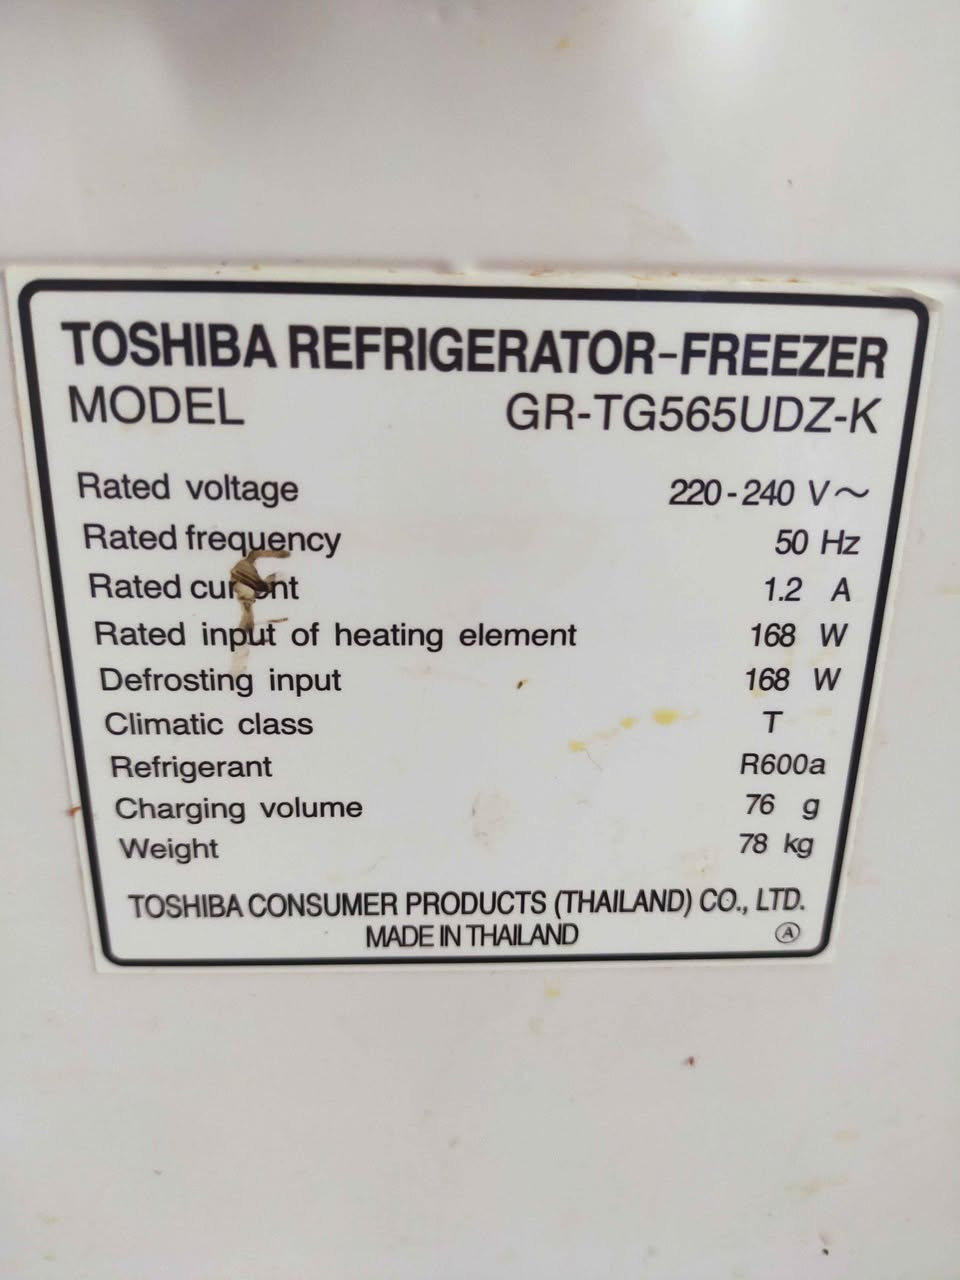 TOSHIBA REFRIGERATOR-FREEZER
MODEL GR-TG565UDZ-K
Rated voltage 220-240 V~
Rated frequency 50 Hz
Rated current 1.2 A
Rated input of heating element 168 W
Defrosting input 168 W
Climatic class T
Refrigerant R600a
Charging volume 76 g
Weight 78 kg
TOSHIBA CONSUMER PRODUCTS (THAILAND) CO., LTD.
MADE IN THAILAND Ⓐ